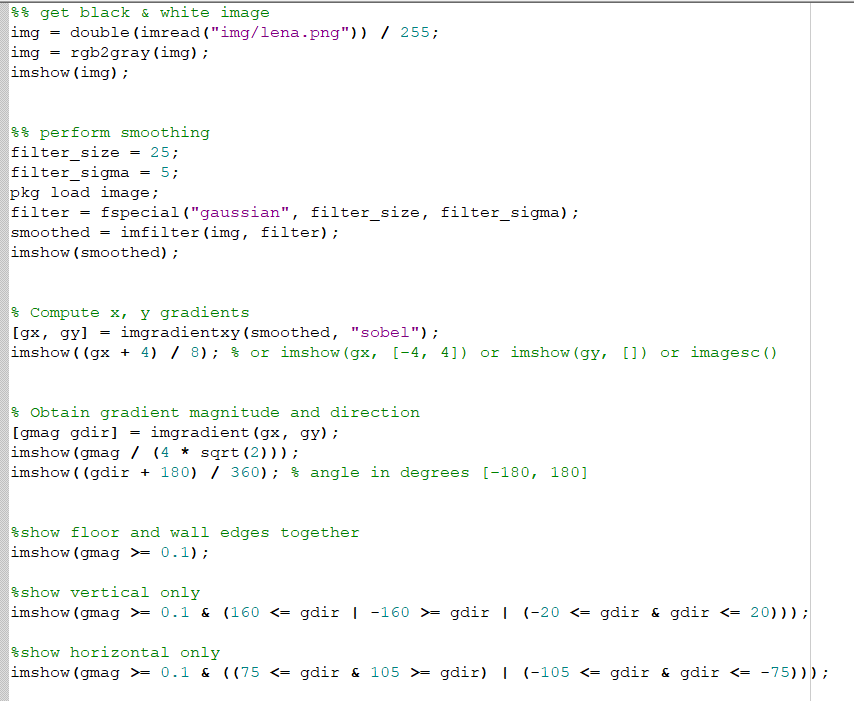 %% get black & white image
img = double(imread("img/lena.png")) / 255;
img = rgb2gray(img);
imshow(img);
%% perform smoothing
filter_size = 25;
filter_sigma = 5;
pkg load image;
filter = fspecial("gaussian", filter_size, filter_sigma);
smoothed = imfilter(img, filter);
imshow(smoothed);
% Compute x, y gradients
[gx, gy] = imgradientxy(smoothed, "sobel");
imshow((gx + 4) / 8); % or imshow(gx, [-4, 4]) or imshow(gy, []) or imagesc()
% Obtain gradient magnitude and direction
[gmag gdir] = imgradient(gx, gy);
imshow(gmag / (4 * sqrt(2)));
imshow((gdir + 180) / 360); % angle in degrees [-180, 180]
%show floor and wall edges together
imshow(gmag >= 0.1);
%show vertical only
imshow(gmag >= 0.1 & (160 <= gdir | -160 >= gdir | (-20 <= gdir & gdir <= 20)));
%show horizontal only
imshow(gmag >= 0.1 & ((75 <= gdir & 105 >= gdir) | (-105 <= gdir & gdir <= -75)));